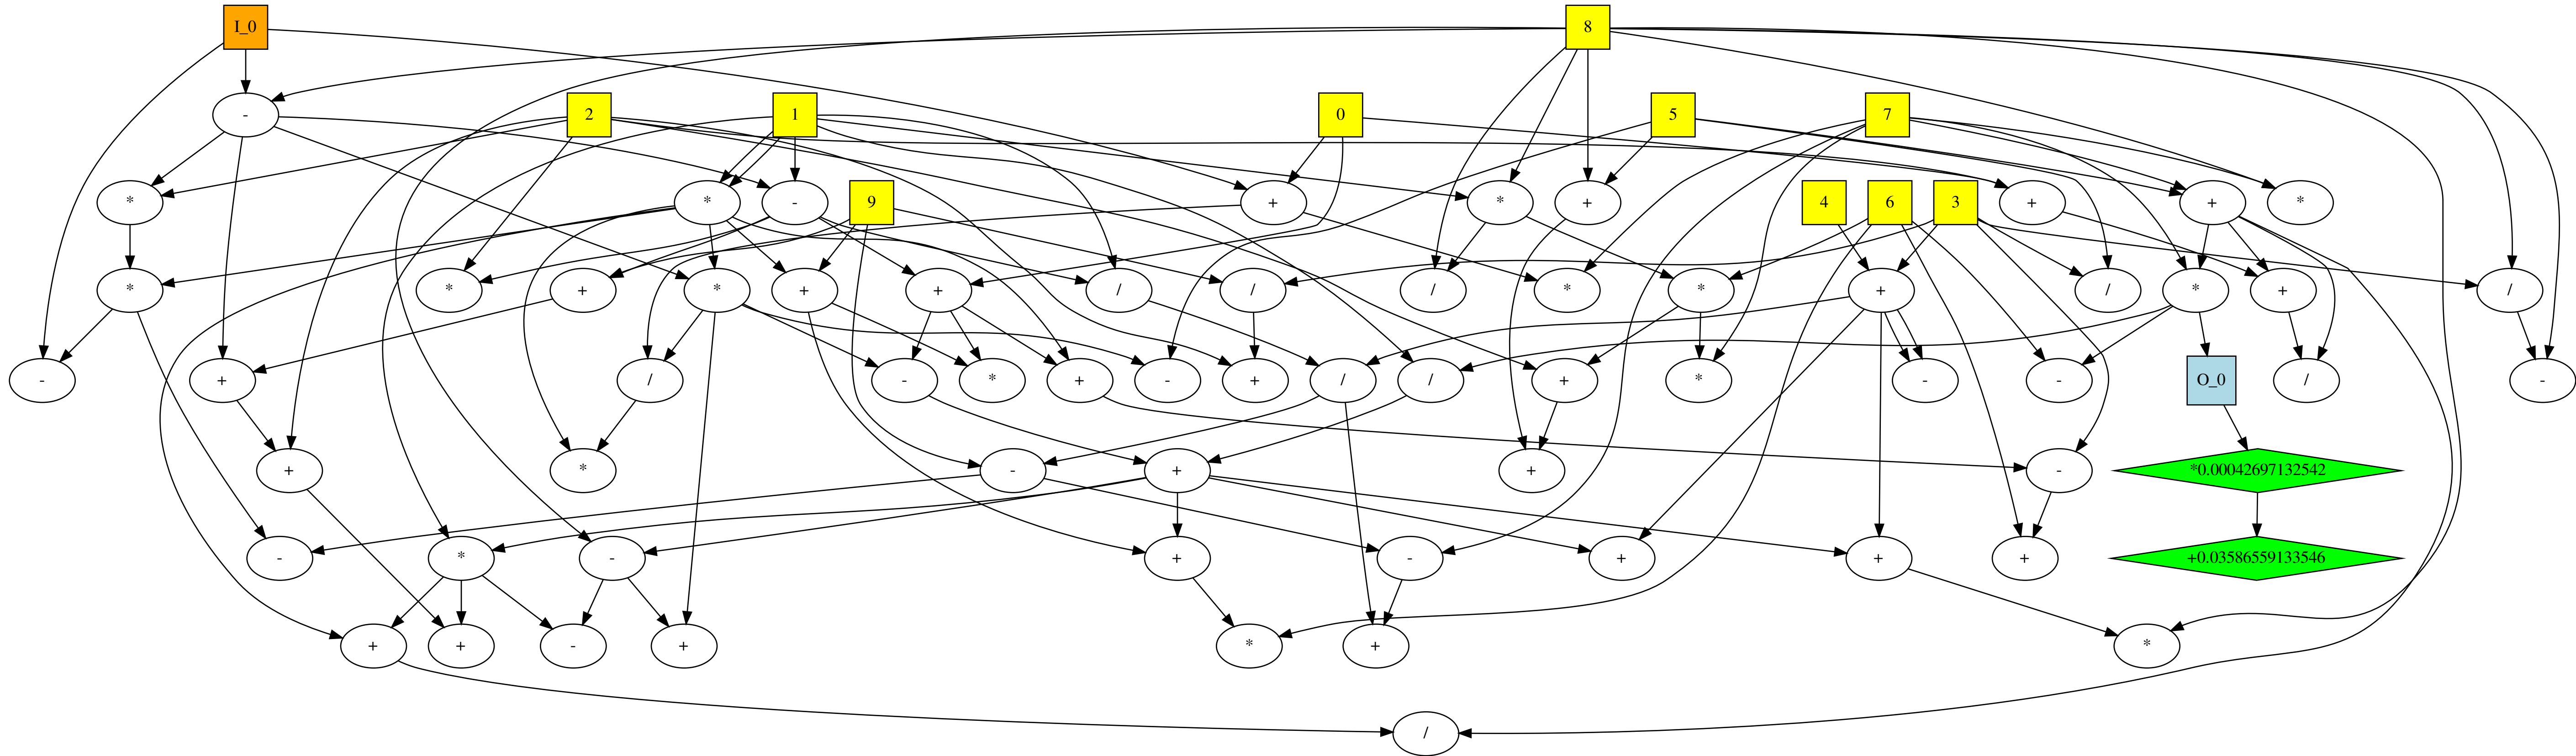 I_0 8
- 2 1 0 5 7
* * - 9 + * + 4 6 3 + + *
* * + * + + / / / * * + / * + /
- + / - * + - + / / + * - - O_0 / -
+ * - + + - *0.00042697132542
- * - + - + + + +0.03586559133546
+ + - + * + *
/